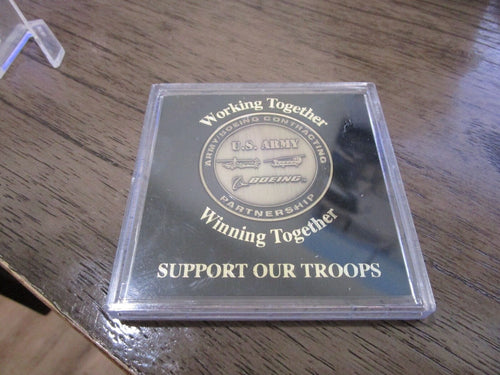 Working Together
ARMY/BOEING CONTRACTING
U.S. ARMY
BOEING
PARTNERSHIP
Winning Together
SUPPORT OUR TROOPS